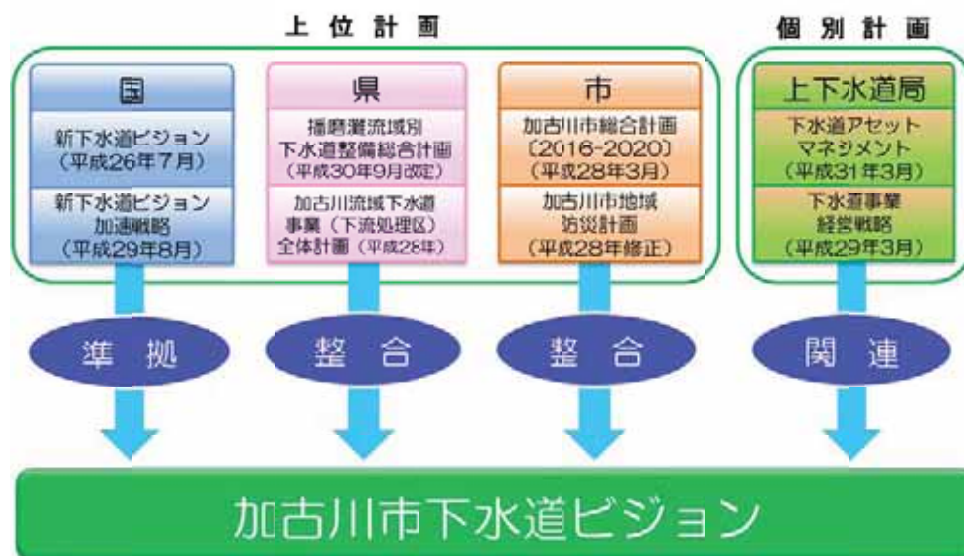 上位計画
個別計画
国
新下水道ビジョン
(平成26年7月)
新下水道ビジョン
加速戦略
(平成29年8月)
県
播磨灘流域別
下水道整備総合計画
(平成30年9月改定)
加古川流域下水道
事業(下流処理区)
全体計画(平成28年)
市
加古川市総合計画
〔2016-2020〕
(平成28年3月)
加古川市地域
防災計画
(平成28年修正)
上下水道局
下水道アセット
マネジメント
(平成31年3月)
下水道事業
経営戦略
(平成29年3月)
準拠
整合
整合
関連
加古川市下水道ビジョン